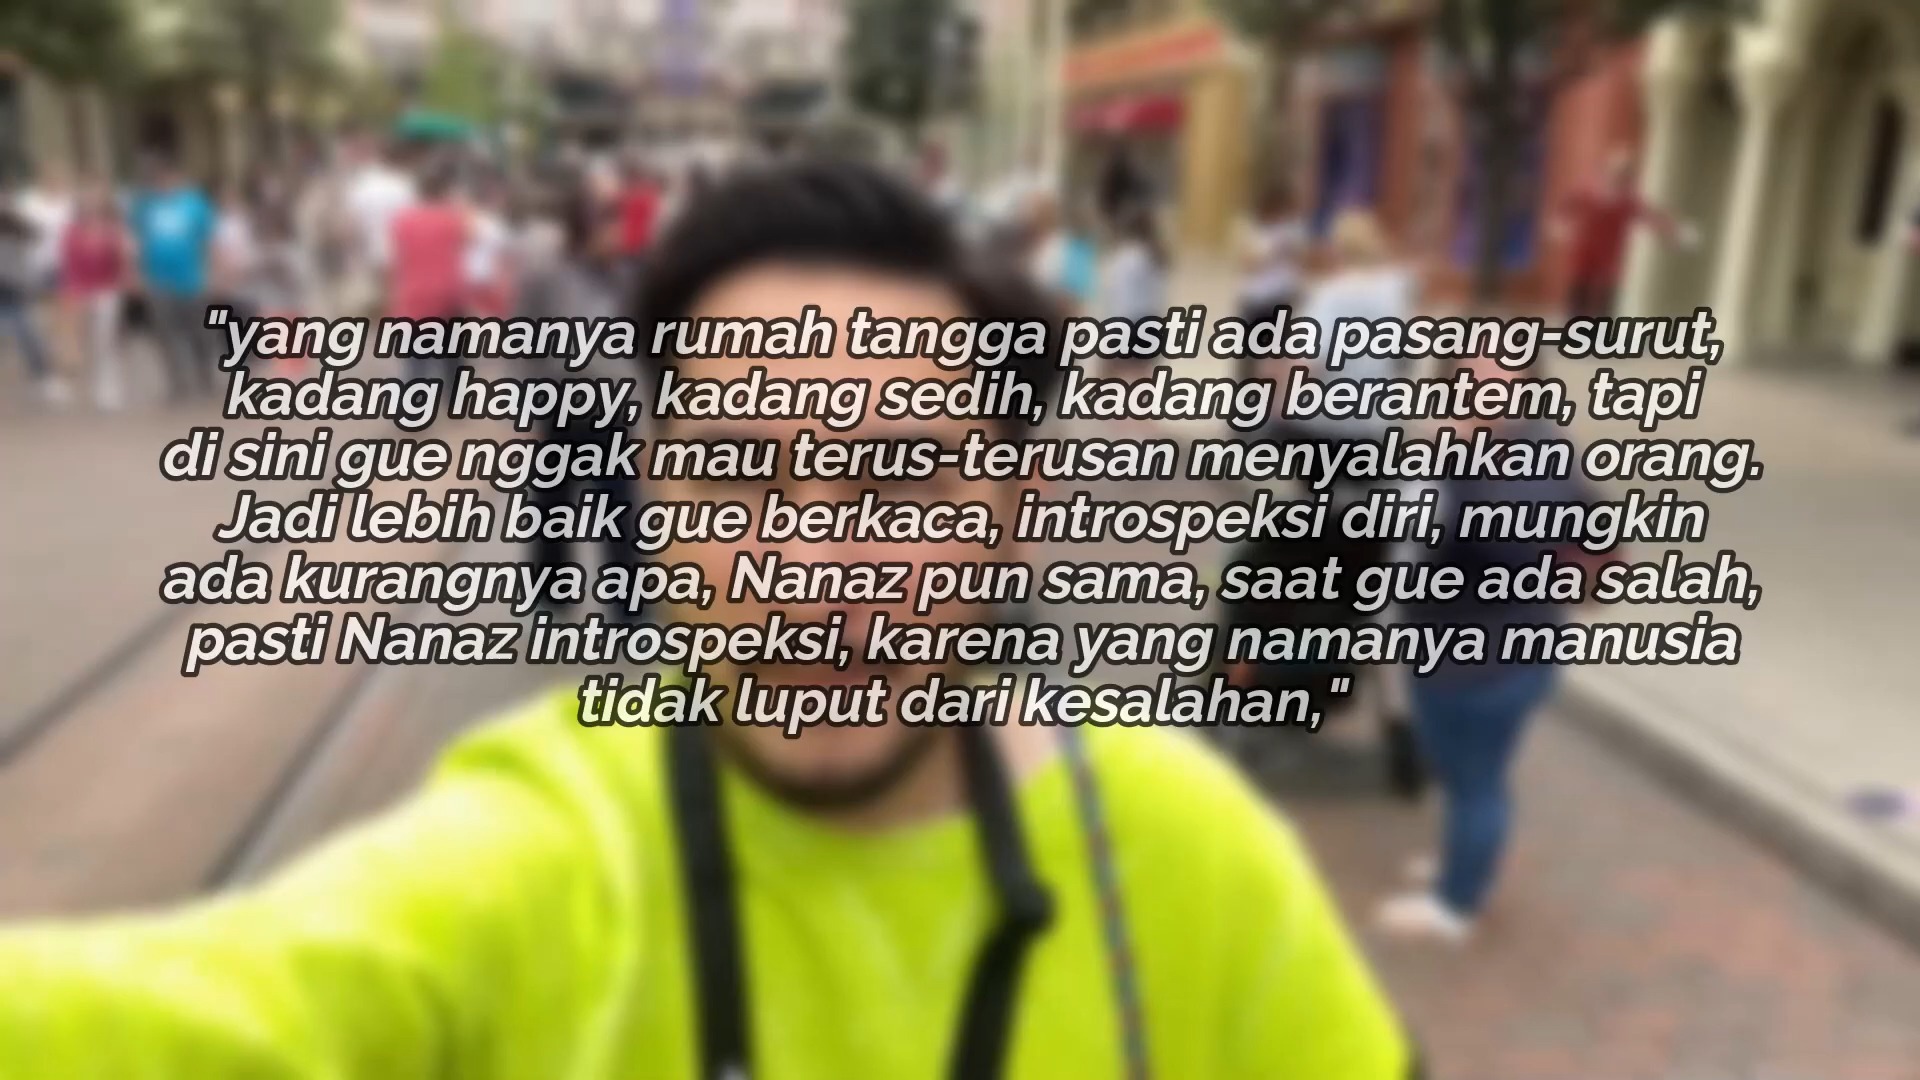 "yang namanya rumah tangga pasti ada pasang-surut,
kadang happy, kadang sedih, kadang berantem, tapi
di sini gue nggak mau terus-terusan menyalahkan orang.
Jadi lebih baik gue berkaca, introspeksi diri, mungkin
ada kurangnya apa, Nanaz pun sama, saat gue ada salah,
pasti Nanaz introspeksi, karena yang namanya manusia
tidak luput dari kesalahan,"